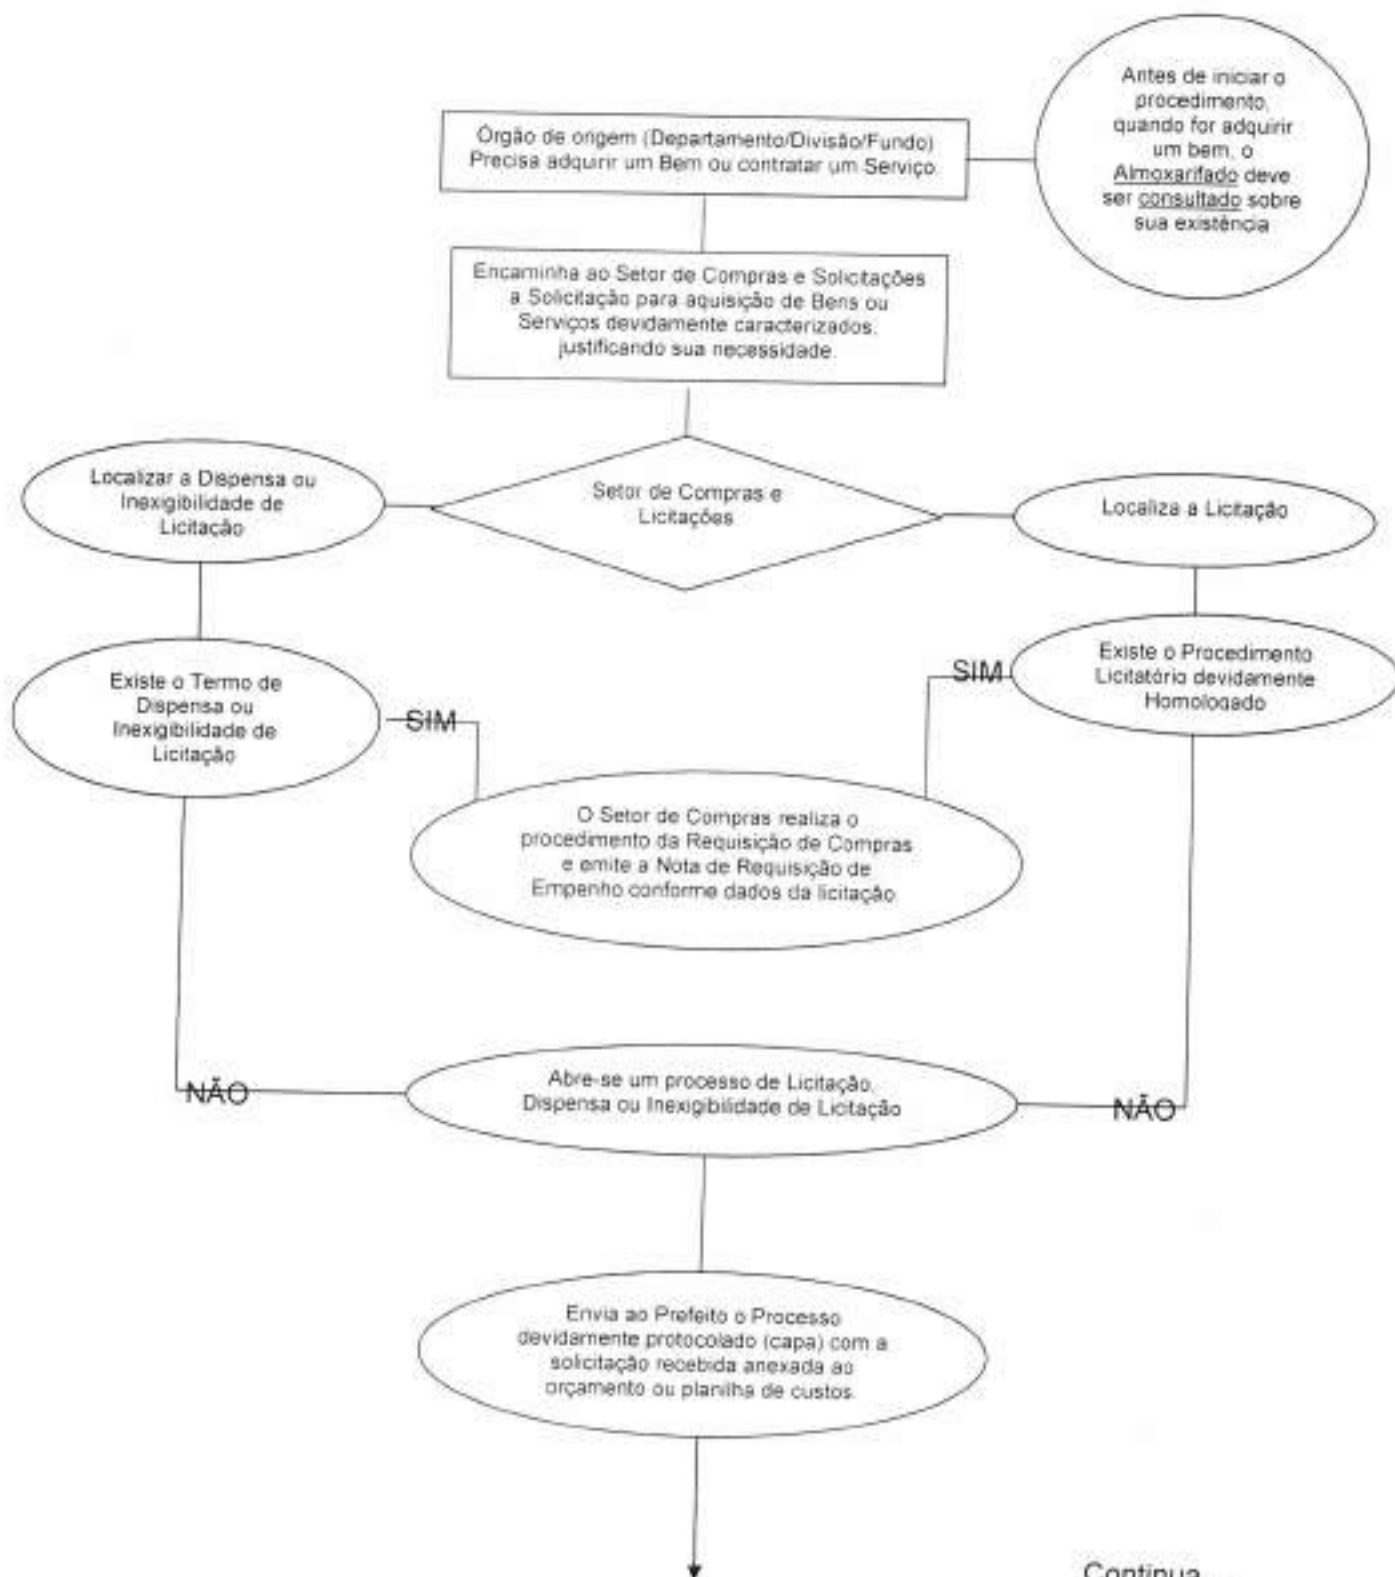 Antes de iniciar o
procedimento,
quando for adquirir
um bem, o
Almoxarifado deve
ser consultado sobre
sua existência
Órgão de origem (Departamento/Divisão/Fundo)
Precisa adquirir um Bem ou contratar um Serviço.
Encaminha ao Setor de Compras e Solicitações
a Solicitação para aquisição de Bens ou
Serviços devidamente caracterizados,
justificando sua necessidade.
Localizar a Dispensa ou
Inexigibilidade de
Licitação
Setor de Compras e
Licitações
Localiza a Licitação
Existe o Termo de
Dispensa ou
Inexigibilidade de
Licitação
SIM
SIM
Existe o Procedimento
Licitatório devidamente
Homologado
O Setor de Compras realiza o
procedimento da Requisição de Compras
e emite a Nota de Requisição de
Empenho conforme dados da licitação.
NÃO
Abre-se um processo de Licitação,
Dispensa ou Inexigibilidade de Licitação
NÃO
Envia ao Prefeito o Processo
devidamente protocolado (capa) com a
solicitação recebida anexada ao
orçamento ou planilha de custos.
Continua...